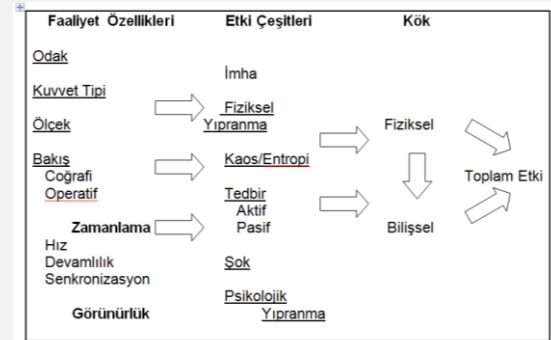 Faaliyet Özellikleri
Etki Çeşitleri
Kök
Odak
İmha
Kuvvet Tipi
Fiziksel
Yıpranma
Ölçek
Fiziksel
Bakış
Kaos/Entropi
Coğrafi
Toplam Etki
Operatif
Tedbir
Aktif
Zamanlama
Pasif
Bilişsel
Hız
Devamlılık
Şok
Senkronizasyon
Psikolojik
Görünürlük
Yıpranma